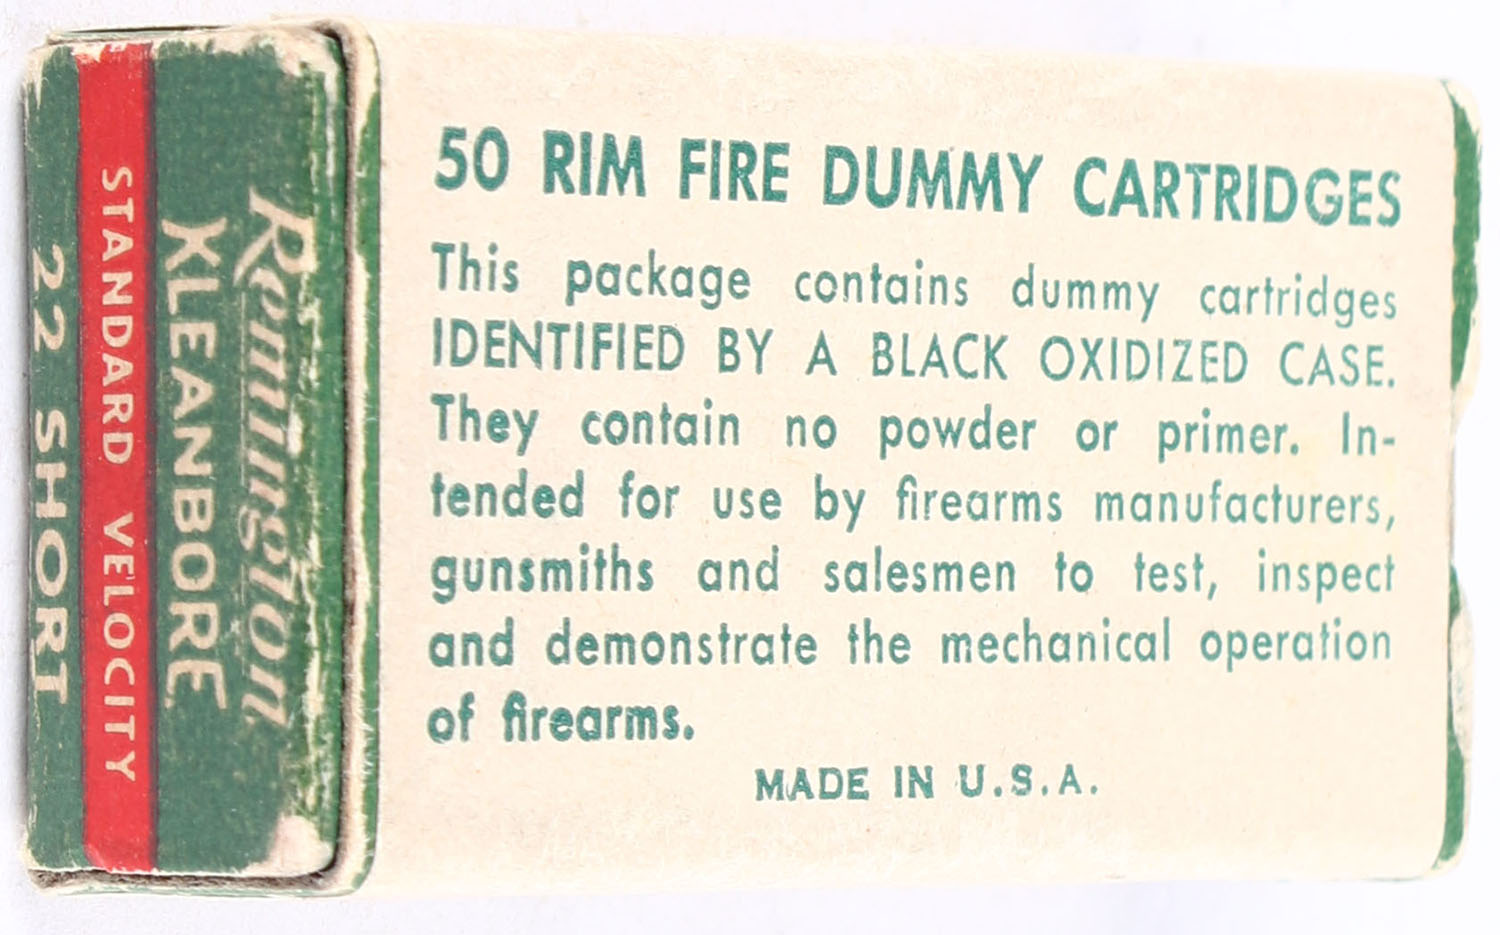 Remington
KLEANBORE
STANDARD VELOCITY
22 SHORT
50 RIM FIRE DUMMY CARTRIDGES
This package contains dummy cartridges
IDENTIFIED BY A BLACK OXIDIZED CASE.
They contain no powder or primer. In-
tended for use by firearms manufacturers,
gunsmiths and salesmen to test, inspect
and demonstrate the mechanical operation
of firearms.
MADE IN U.S.A.